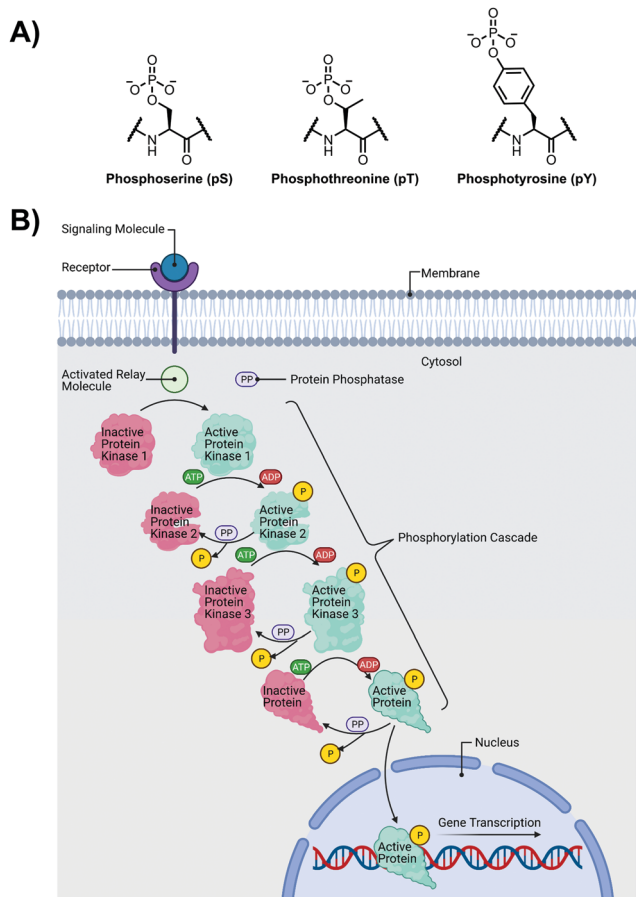 A)
O
P
O⁻
⁻O
O
N
H
O
Phosphoserine (pS)
O
P
O⁻
⁻O
O
N
H
O
Phosphothreonine (pT)
O
P
O⁻
⁻O
O
N
H
O
Phosphotyrosine (pY)
B)
Signaling Molecule
Receptor
Membrane
Cytosol
Activated Relay
Molecule
PP
Protein Phosphatase
Inactive
Protein
Kinase 1
Active
Protein
Kinase 1
ATP
ADP
P
Inactive
Protein
Kinase 2
Active
Protein
Kinase 2
PP
P
Phosphorylation Cascade
ATP
ADP
P
Inactive
Protein
Kinase 3
Active
Protein
Kinase 3
PP
P
ATP
ADP
P
Inactive
Protein
Active
Protein
PP
P
Nucleus
P
Gene Transcription
Active
Protein